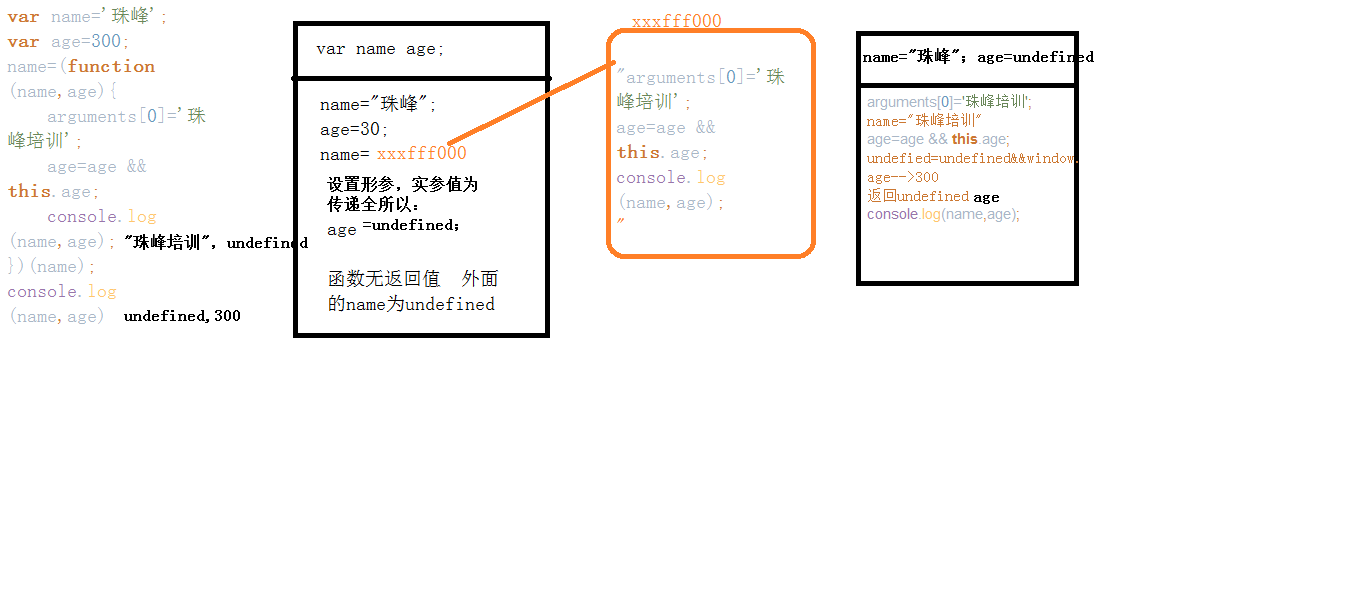 var name='珠峰';
var age=300;
name=(function
(name,age){
arguments[0]='珠
峰培训';
age=age &&
this.age;
console.log
(name,age); "珠峰培训", undefined
})(name);
console.log
(name,age) undefined,300
var name age;
name="珠峰";
age=30;
name= xxxfff000
设置形参，实参值为
传递全所以：
age =undefined;
函数无返回值 外面
的name为undefined
xxxfff000
"arguments[0]='珠
峰培训';
age=age &&
this.age;
console.log
(name,age);
"
name="珠峰"; age=undefined
arguments[0]='珠峰培训';
name="珠峰培训"
age=age && this.age;
undefied=undefined&&window.
age-->300
返回undefined age
console.log(name,age);